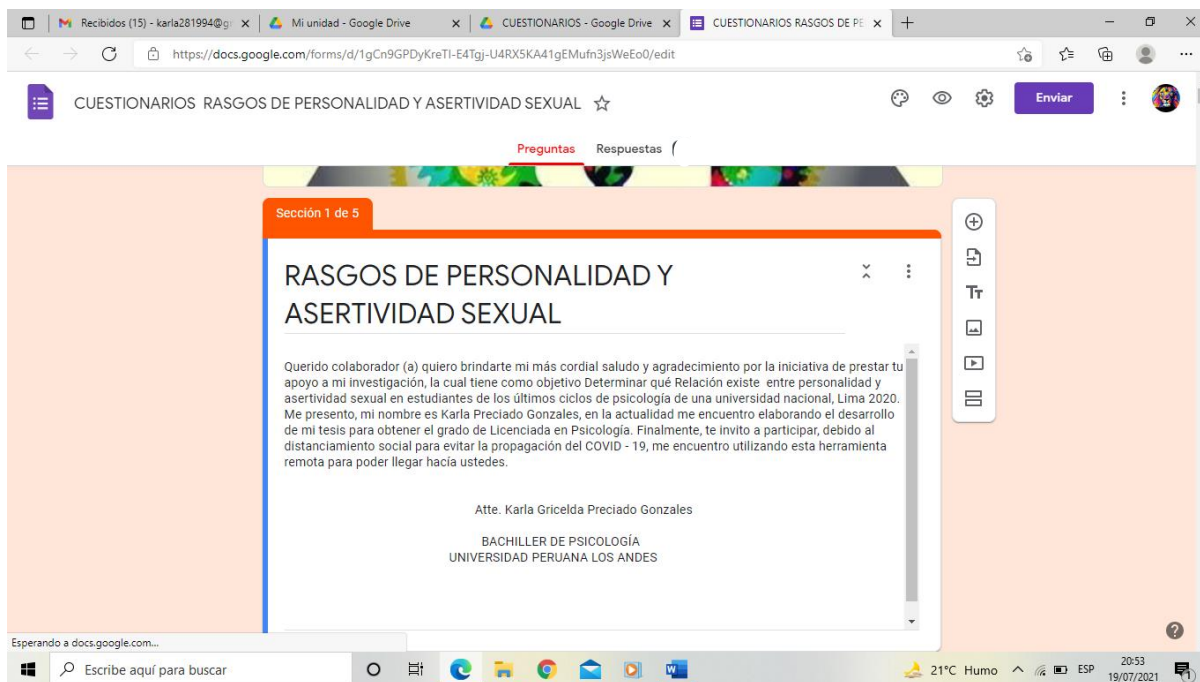 Recibidos (15) - karla281994@g
Mi unidad - Google Drive
CUESTIONARIOS - Google Drive
CUESTIONARIOS RASGOS DE PE
https://docs.google.com/forms/d/1gCn9GPDyKreTI-E4Tgj-U4RX5KA41gEMufn3jsWeEo0/edit
CUESTIONARIOS RASGOS DE PERSONALIDAD Y ASERTIVIDAD SEXUAL
Enviar
Preguntas Respuestas
Sección 1 de 5
RASGOS DE PERSONALIDAD Y
ASERTIVIDAD SEXUAL
Querido colaborador (a) quiero brindarte mi más cordial saludo y agradecimiento por la iniciativa de prestar tu
apoyo a mi investigación, la cual tiene como objetivo Determinar qué Relación existe entre personalidad y
asertividad sexual en estudiantes de los últimos ciclos de psicología de una universidad nacional, Lima 2020.
Me presento, mi nombre es Karla Preciado Gonzales, en la actualidad me encuentro elaborando el desarrollo
de mi tesis para obtener el grado de Licenciada en Psicología. Finalmente, te invito a participar, debido al
distanciamiento social para evitar la propagación del COVID - 19, me encuentro utilizando esta herramienta
remota para poder llegar hacía ustedes.
Atte. Karla Gricelda Preciado Gonzales
BACHILLER DE PSICOLOGÍA
UNIVERSIDAD PERUANA LOS ANDES
Tт
Esperando a docs.google.com...
Escribe aquí para buscar
21°C Humo
ESP
20:53
19/07/2021